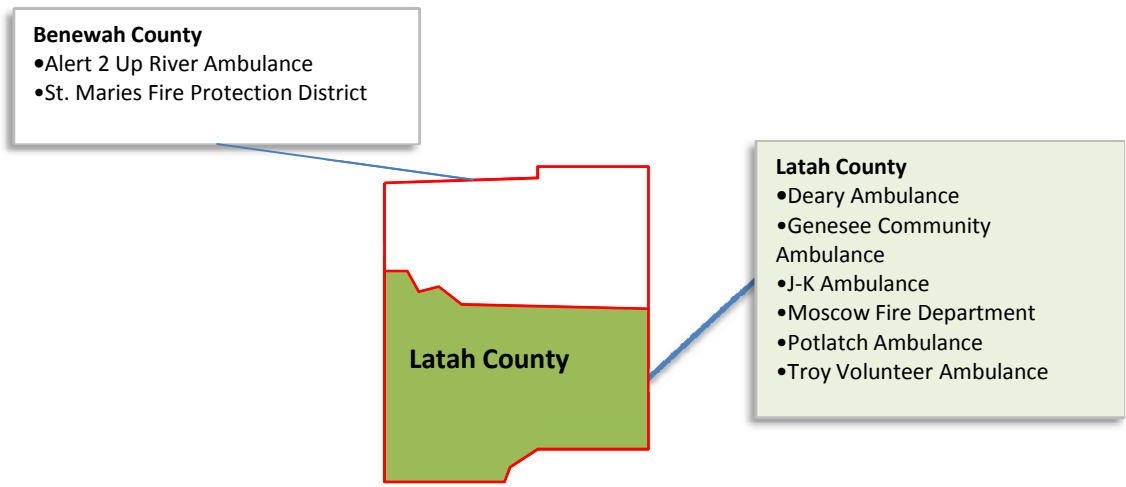 Benewah County
•Alert 2 Up River Ambulance
•St. Maries Fire Protection District
Latah County
•Deary Ambulance
•Genesee Community
Ambulance
•J-K Ambulance
•Moscow Fire Department
•Potlatch Ambulance
•Troy Volunteer Ambulance
Latah County